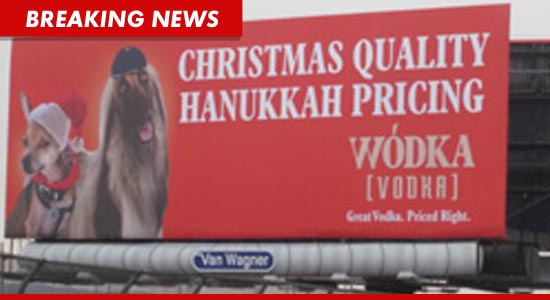 BREAKING NEWS
CHRISTMAS QUALITY
HANUKKAH PRICING
WÓDKA
[VODKA]
Great Vodka. Priced Right.
Van Wagner